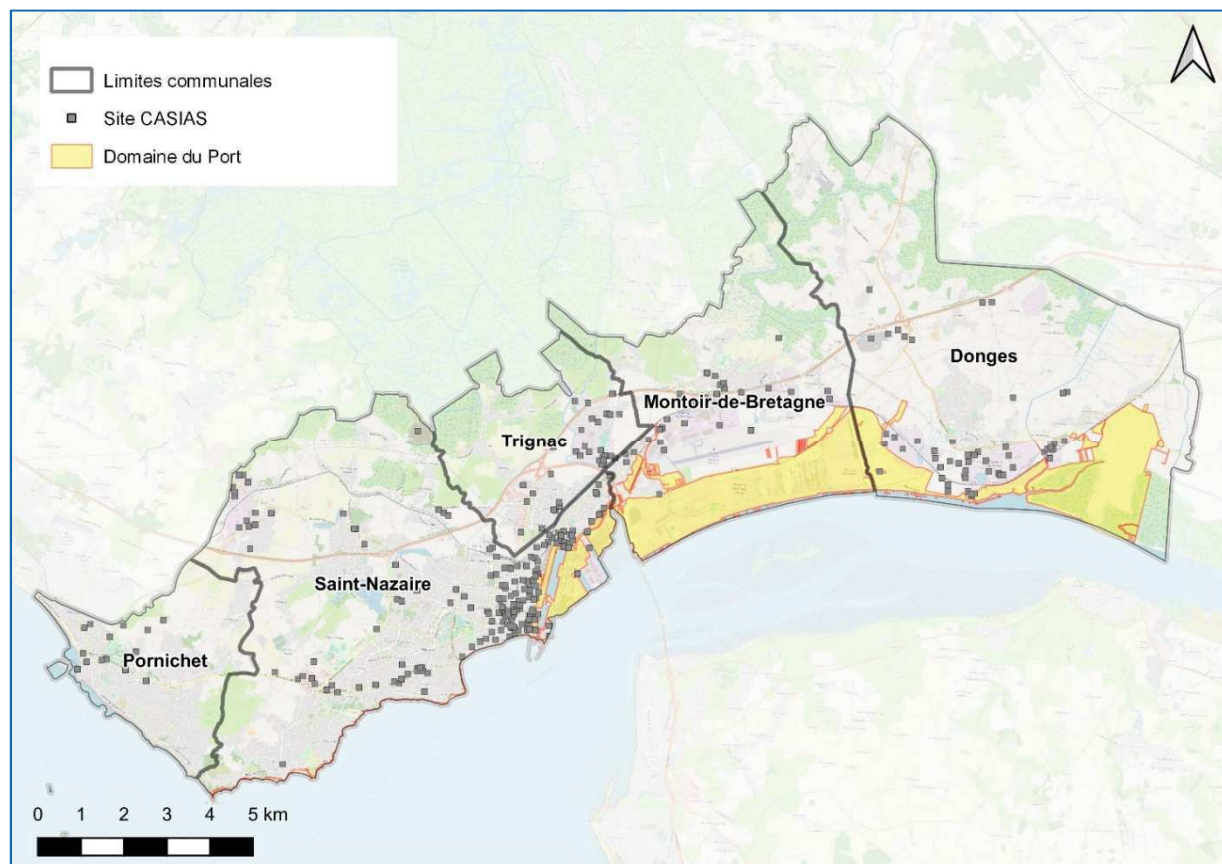 Limites communales
Site CASIAS
Domaine du Port
Donges
Montoir-de-Bretagne
Trignac
Saint-Nazaire
Pornichet
0 1 2 3 4 5 km